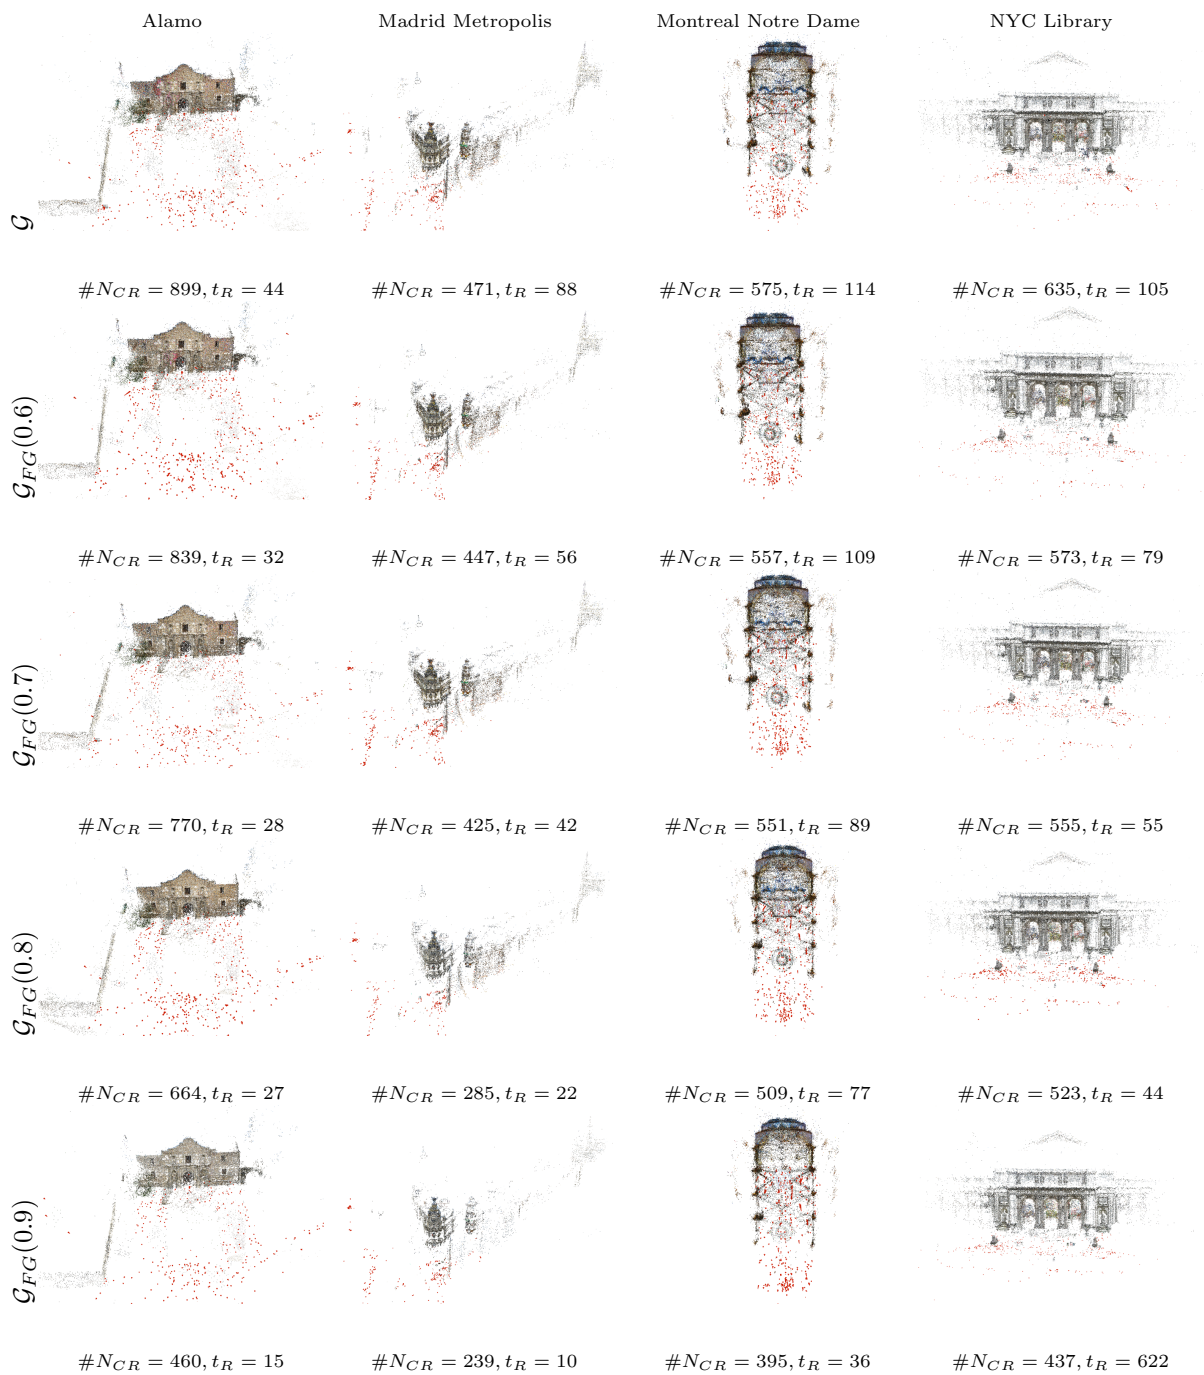 Alamo Madrid Metropolis Montreal Notre Dame NYC Library
𝒢
#N_{CR} = 899, t_R = 44 #N_{CR} = 471, t_R = 88 #N_{CR} = 575, t_R = 114 #N_{CR} = 635, t_R = 105
𝒢_{FG}(0.6)
#N_{CR} = 839, t_R = 32 #N_{CR} = 447, t_R = 56 #N_{CR} = 557, t_R = 109 #N_{CR} = 573, t_R = 79
𝒢_{FG}(0.7)
#N_{CR} = 770, t_R = 28 #N_{CR} = 425, t_R = 42 #N_{CR} = 551, t_R = 89 #N_{CR} = 555, t_R = 55
𝒢_{FG}(0.8)
#N_{CR} = 664, t_R = 27 #N_{CR} = 285, t_R = 22 #N_{CR} = 509, t_R = 77 #N_{CR} = 523, t_R = 44
𝒢_{FG}(0.9)
#N_{CR} = 460, t_R = 15 #N_{CR} = 239, t_R = 10 #N_{CR} = 395, t_R = 36 #N_{CR} = 437, t_R = 622